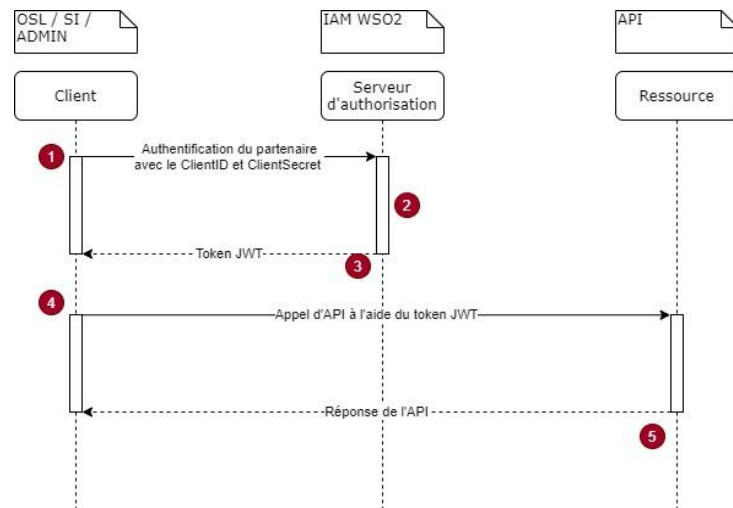 OSL / SI /
ADMIN
IAM WSO2
API
Client
Serveur
d'authorisation
Ressource
1
Authentification du partenaire
avec le ClientID et ClientSecret
2
Token JWT
3
4
Appel d'API à l'aide du token JWT
Réponse de l'API
5